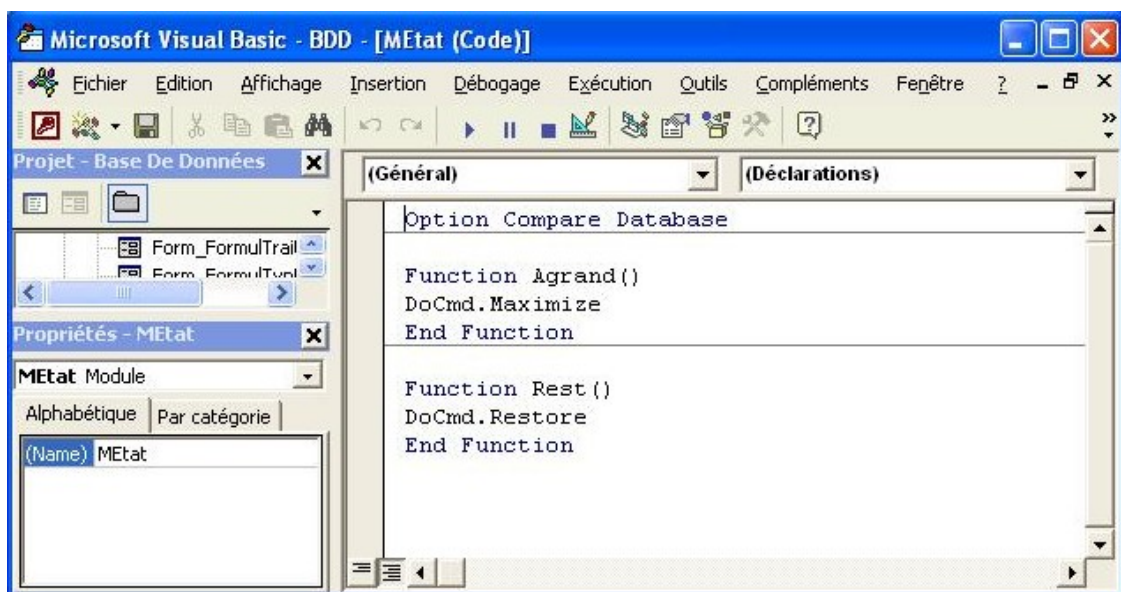 Microsoft Visual Basic - BDD - [MEtat (Code)]
Fichier Edition Affichage Insertion Débogage Exécution Outils Compléments Fenêtre ?
Projet - Base De Données
Form_FormulTrail
(Général) (Déclarations)
Option Compare Database
Function Agrand()
DoCmd.Maximize
End Function
Function Rest()
DoCmd.Restore
End Function
Propriétés - MEtat
MEtat Module
Alphabétique Par catégorie
(Name) MEtat